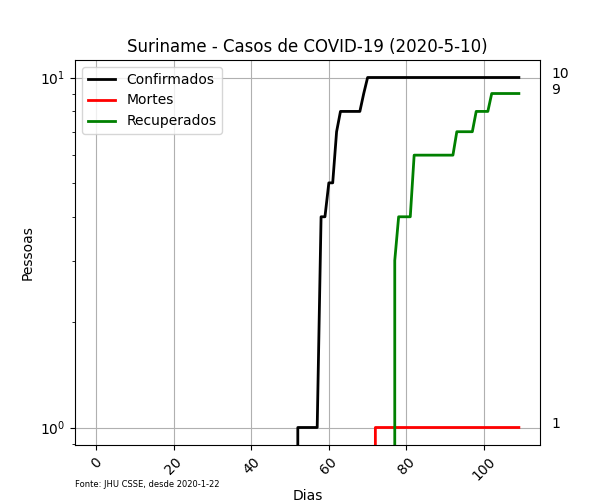 Suriname - Casos de COVID-19 (2020-5-10)
Confirmados
Mortes
Recuperados
10
9
1
10¹
10⁰
Pessoas
0 20 40 60 80 100
Dias
Fonte: JHU CSSE, desde 2020-1-22